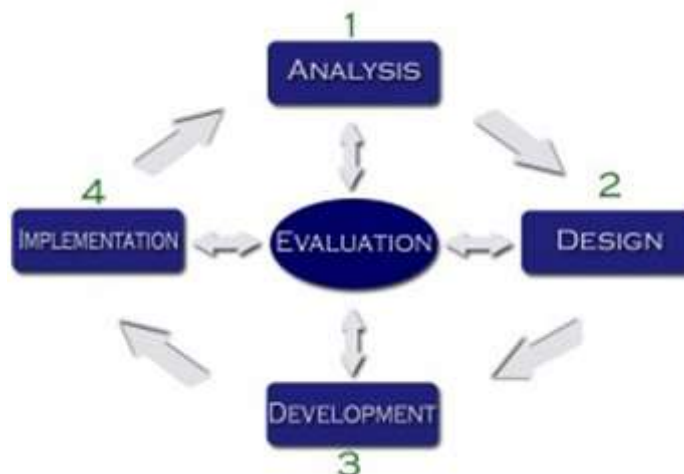 1
ANALYSIS
2
DESIGN
4
IMPLEMENTATION
EVALUATION
DEVELOPMENT
3